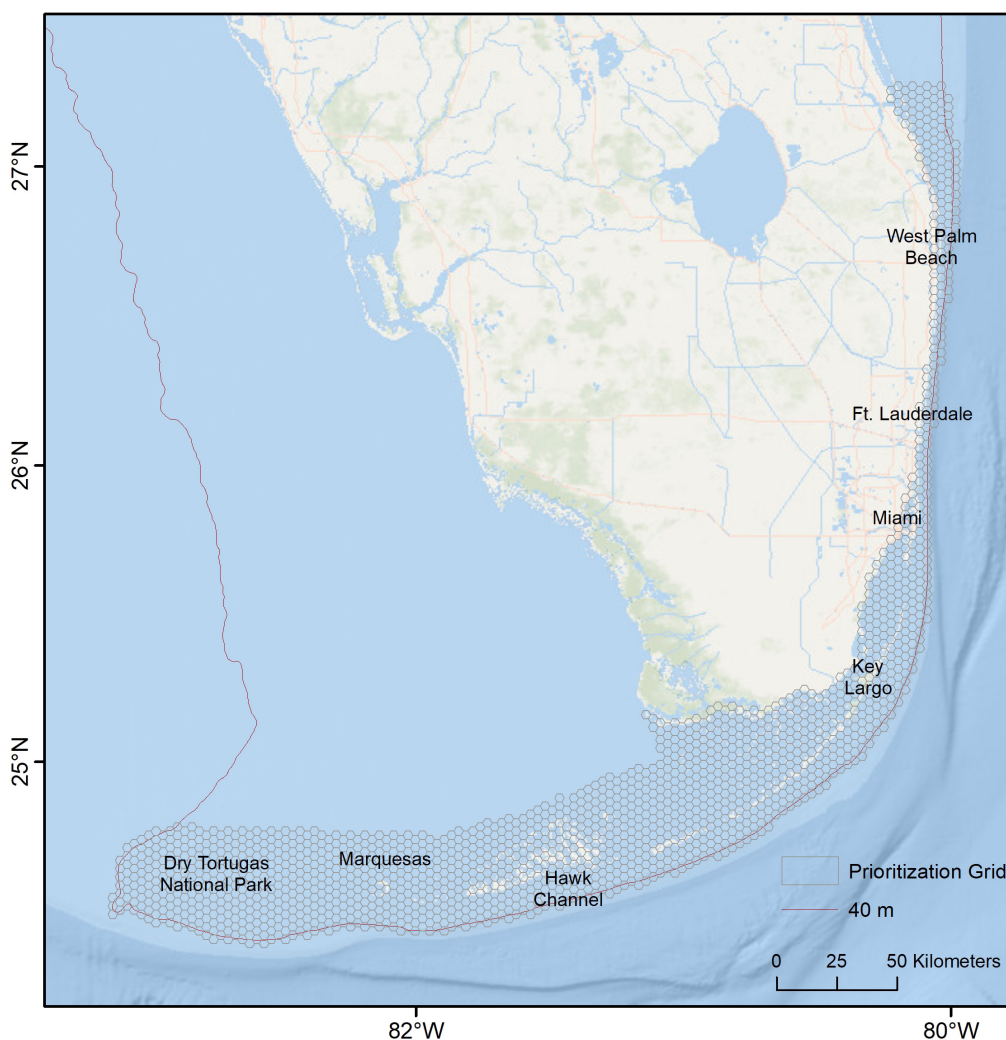 27°N
West Palm
Beach
Ft. Lauderdale
26°N
Miami
Key
Largo
25°N
Dry Tortugas
National Park
Marquesas
Hawk
Channel
Prioritization Grid
40 m
0 25 50 Kilometers
82°W
80°W